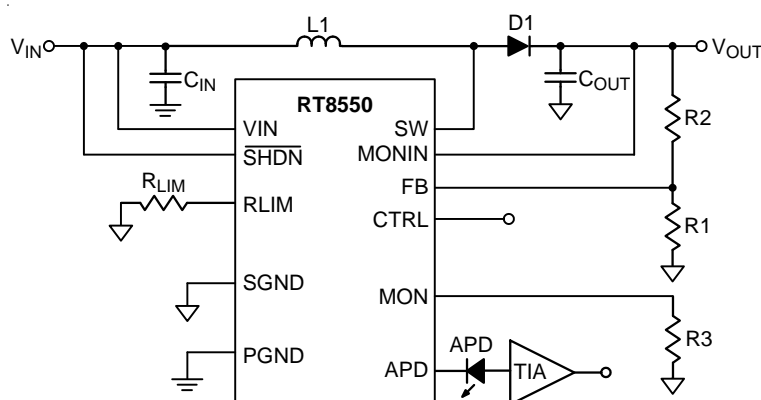 L1
D1
VIN
VOUT
CIN
COUT
RT8550
R2
VIN
SW
SHDN
MONIN
RLIM
FB
RLIM
CTRL
R1
SGND
MON
R3
PGND
APD
APD
TIA